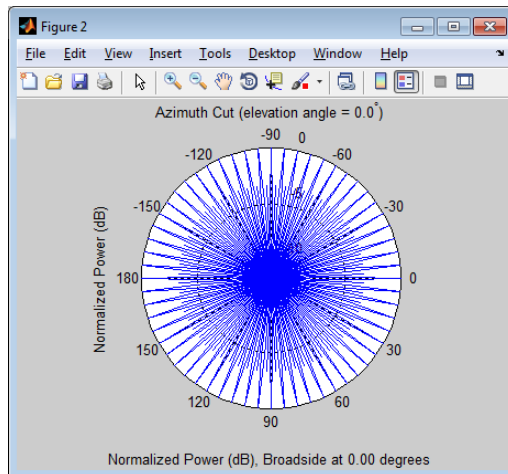 Figure 2
File Edit View Insert Tools Desktop Window Help
Azimuth Cut (elevation angle = 0.0°)
-90 0
-120 -60
-150 -30
-5
180 0
150 30
120 60
90
Normalized Power (dB)
Normalized Power (dB), Broadside at 0.00 degrees